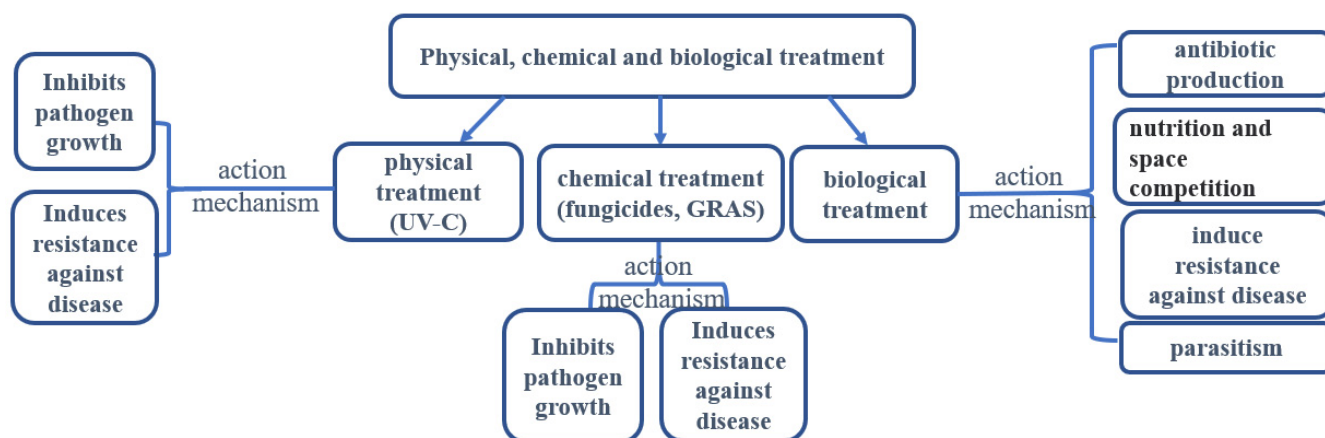 Physical, chemical and biological treatment
Inhibits
pathogen
growth
Induces
resistance
against
disease
action
mechanism
physical
treatment
(UV-C)
chemical treatment
(fungicides, GRAS)
action
mechanism
Inhibits
pathogen
growth
Induces
resistance
against
disease
biological
treatment
action
mechanism
antibiotic
production
nutrition and
space
competition
induce
resistance
against disease
parasitism